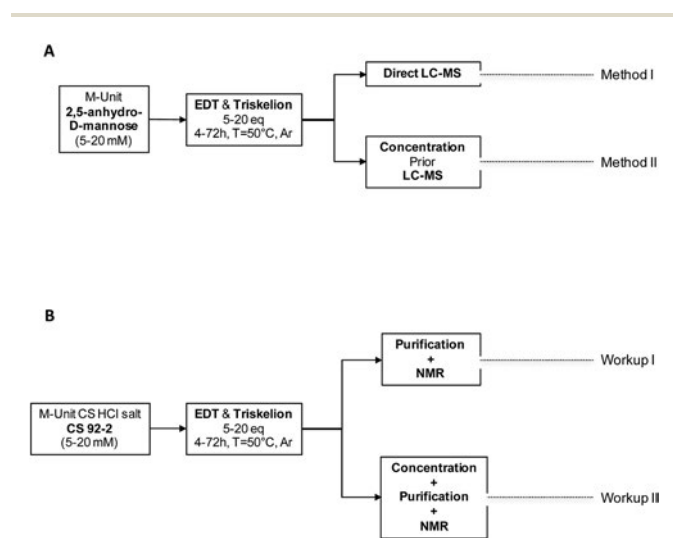 A
M-Unit
2,5-anhydro-
D-mannose
(5-20 mM)
EDT & Triskelion
5-20 eq
4-72h, T=50°C, Ar
Direct LC-MS
Method I
Concentration
Prior
LC-MS
Method II
B
M-Unit CS HCl salt
CS 92-2
(5-20 mM)
EDT & Triskelion
5-20 eq
4-72h, T=50°C, Ar
Purification
+
NMR
Workup I
Concentration
+
Purification
+
NMR
Workup III